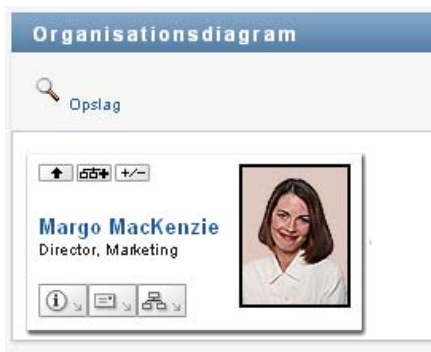 Organisationsdiagram
Opslag
+/-
Margo MacKenzie
Director, Marketing